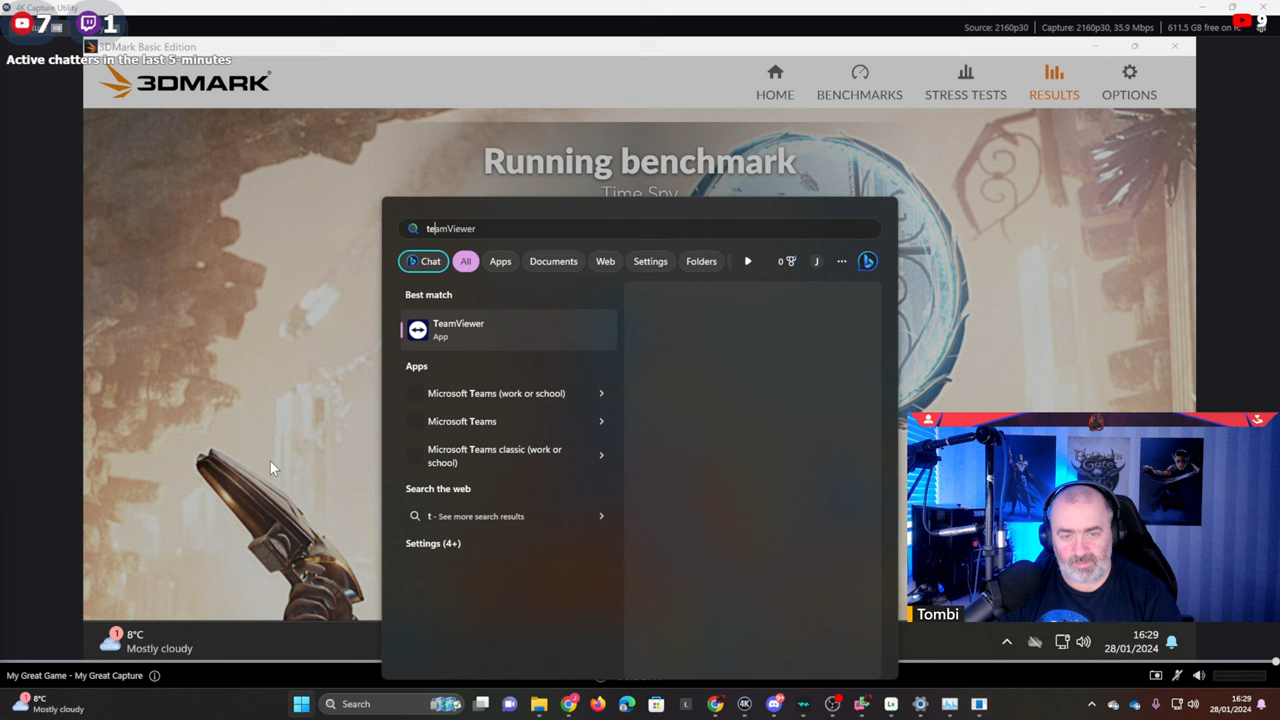 4K Capture Utility
7
1
Source: 2160p30 | Capture: 2160p30, 35.9 Mbps | 611.5 GB free on
9
3DMark Basic Edition
Active chatters in the last 5-minutes
3DMARK
HOME
BENCHMARKS
STRESS TESTS
RESULTS
OPTIONS
Running benchmark
Time Spy
teamViewer
Chat
All
Apps
Documents
Web
Settings
Folders
0
J
Best match
TeamViewer
App
Apps
Microsoft Teams (work or school)
Microsoft Teams
Microsoft Teams classic (work or
school)
Search the web
t - See more search results
Settings (4+)
Tombi
1
8°C
Mostly cloudy
16:29
28/01/2024
My Great Game - My Great Capture
8°C
Mostly cloudy
Search
16:29
28/01/2024